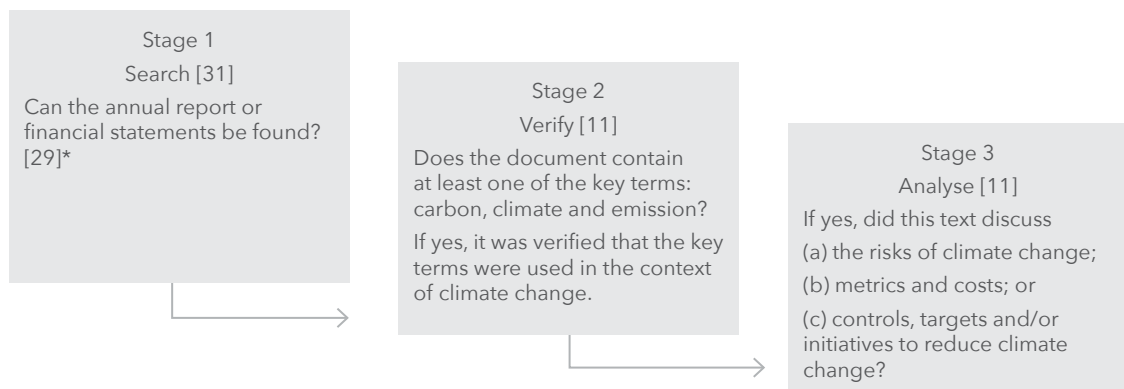 Stage 1
Search [31]
Can the annual report or
financial statements be found?
[29]*
Stage 2
Verify [11]
Does the document contain
at least one of the key terms:
carbon, climate and emission?
If yes, it was verified that the key
terms were used in the context
of climate change.
Stage 3
Analyse [11]
If yes, did this text discuss
(a) the risks of climate change;
(b) metrics and costs; or
(c) controls, targets and/or
initiatives to reduce climate
change?